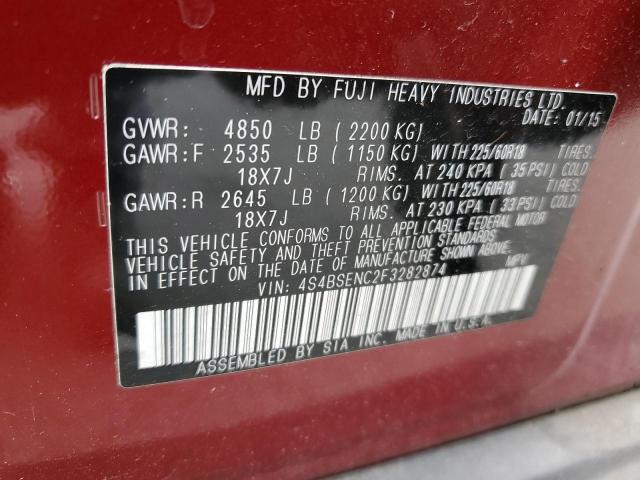 MFD BY FUJI HEAVY INDUSTRIES LTD.
DATE: 01/15
GVWR: 4850 LB (2200 KG)
GAWR:F 2535 LB (1150 KG) WITH 225/60R18 TIRES.
18X7J RIMS. AT 240 KPA (35 PSI) COLD
GAWR:R 2645 LB (1200 KG) WITH 225/60R18 TIRES.
18X7J RIMS. AT 230 KPA (33 PSI) COLD
THIS VEHICLE CONFORMS TO ALL APPLICABLE FEDERAL MOTOR
VEHICLE SAFETY AND BUMPER AND THEFT PREVENTION STANDARDS
IN EFFECT ON THE DATE OF MANUFACTURE SHOWN ABOVE.
VIN: 4S4BSENC2F3282874 MPV
ASSEMBLED BY SIA INC. MADE IN U.S.A.